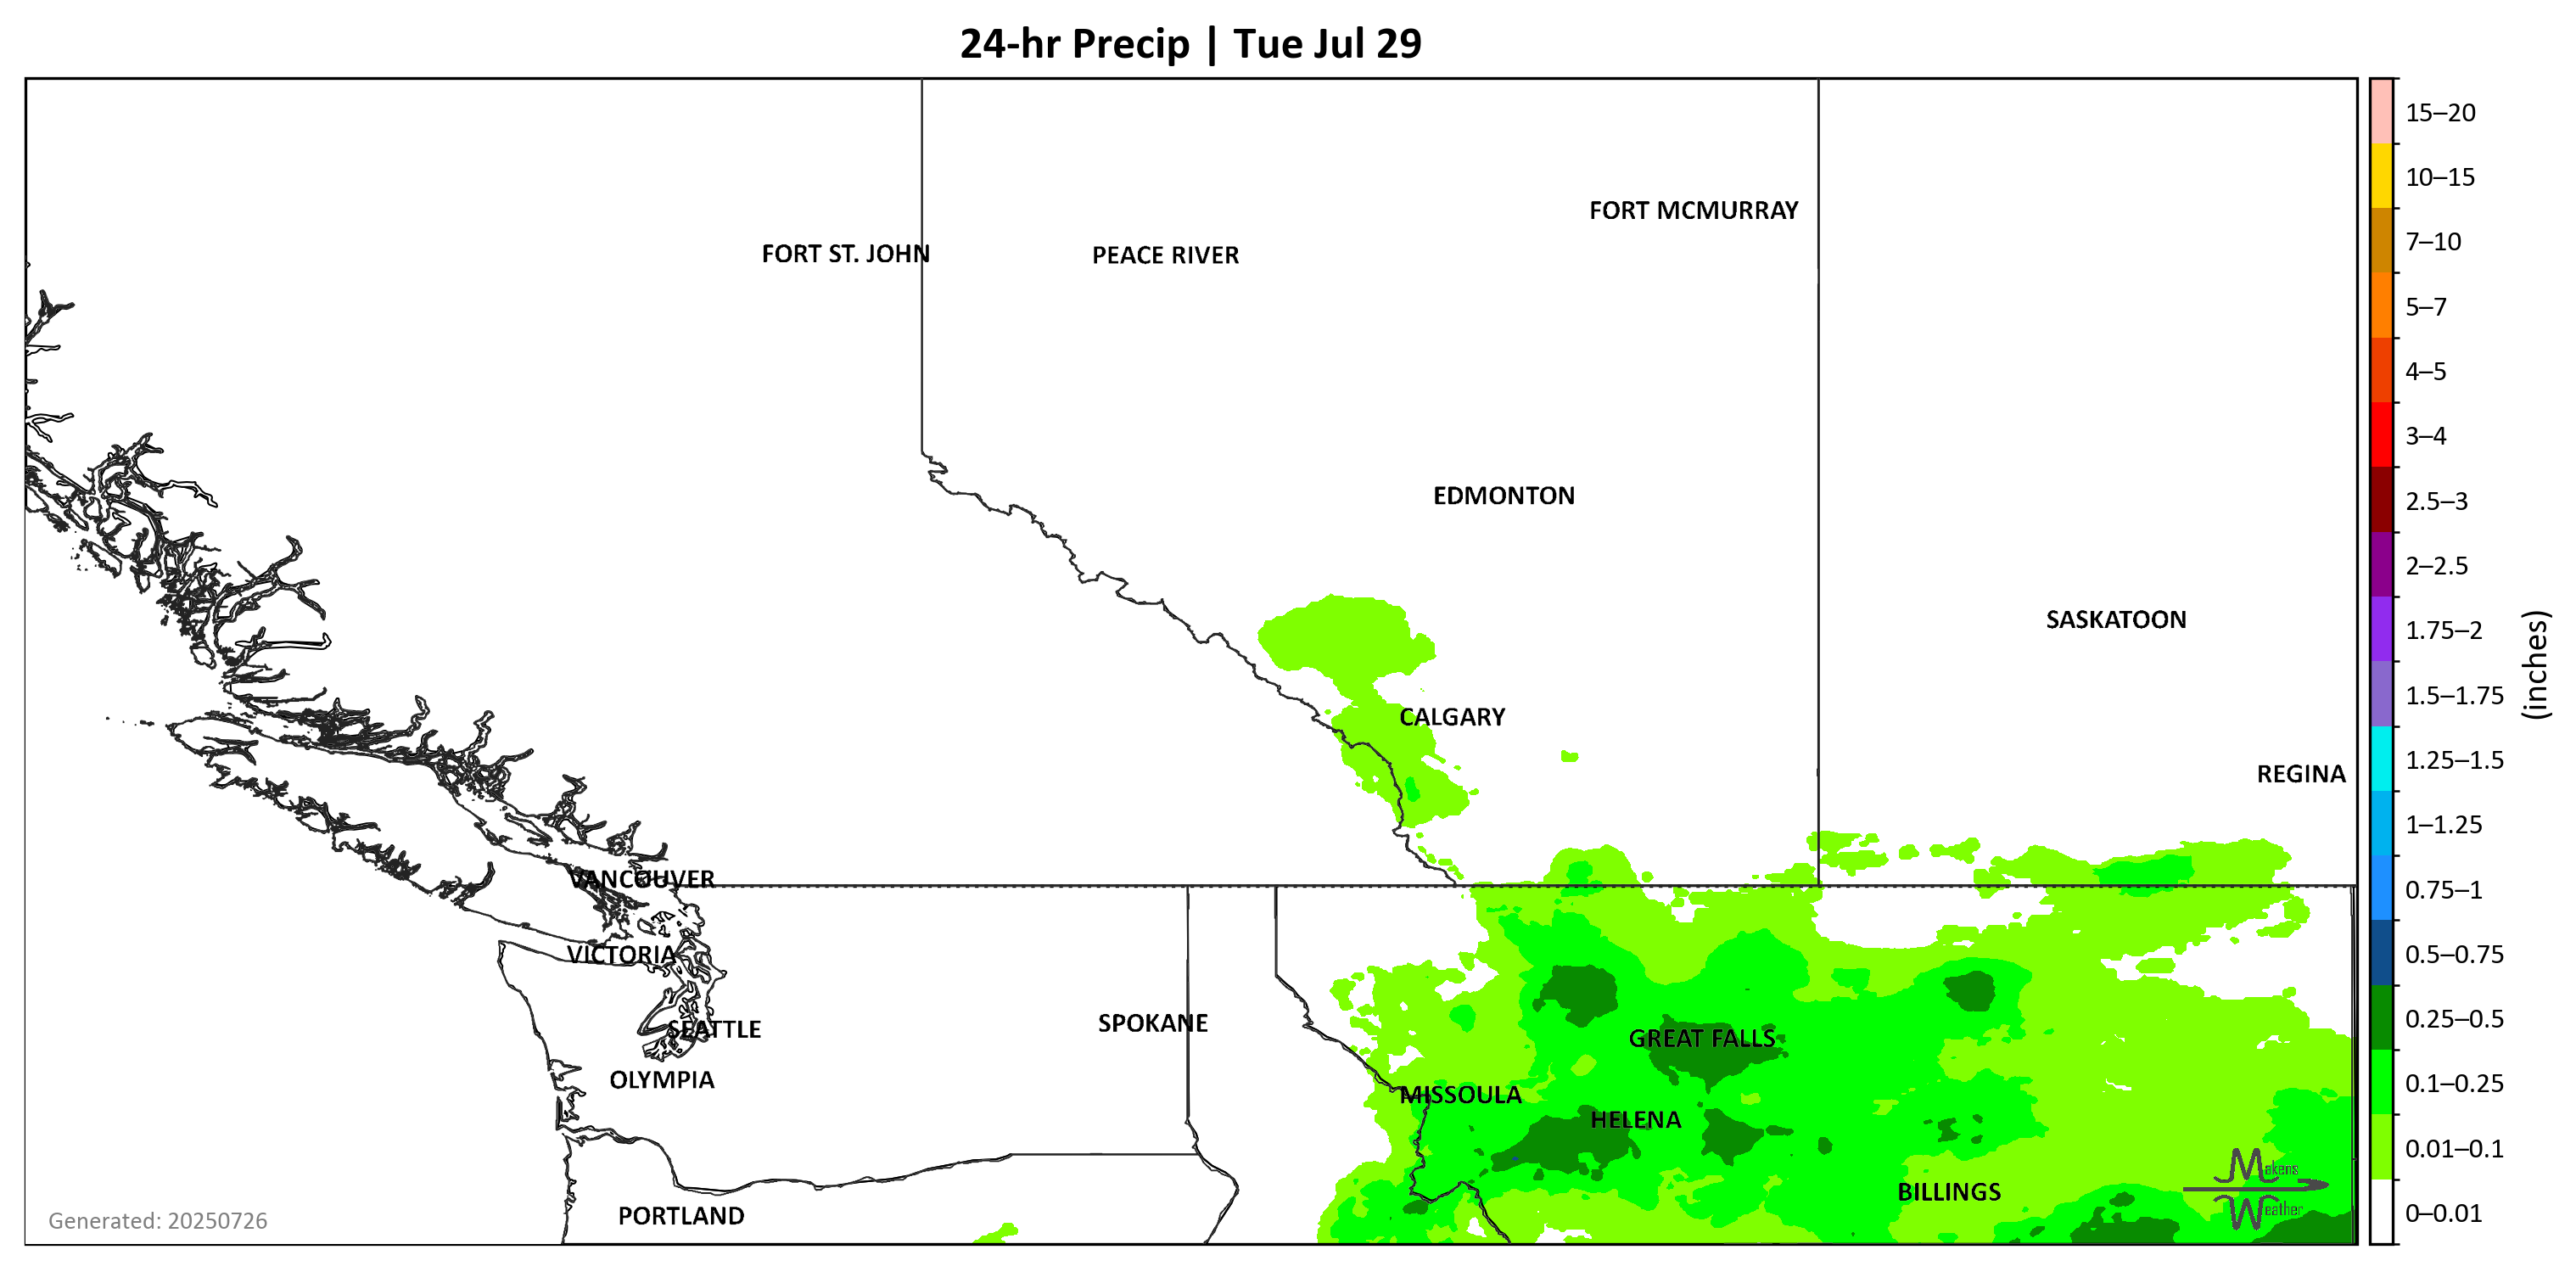 24-hr Precip | Tue Jul 29
FORT MCMURRAY
FORT ST. JOHN
PEACE RIVER
EDMONTON
SASKATOON
CALGARY
REGINA
VANCOUVER
VICTORIA
SPOKANE
SEATTLE
GREAT FALLS
OLYMPIA
MISSOULA
HELENA
BILLINGS
PORTLAND
Makens
Weather
Generated: 20250726
15–20
10–15
7–10
5–7
4–5
3–4
2.5–3
2–2.5
1.75–2
1.5–1.75
1.25–1.5
1–1.25
0.75–1
0.5–0.75
0.25–0.5
0.1–0.25
0.01–0.1
0–0.01
(inches)